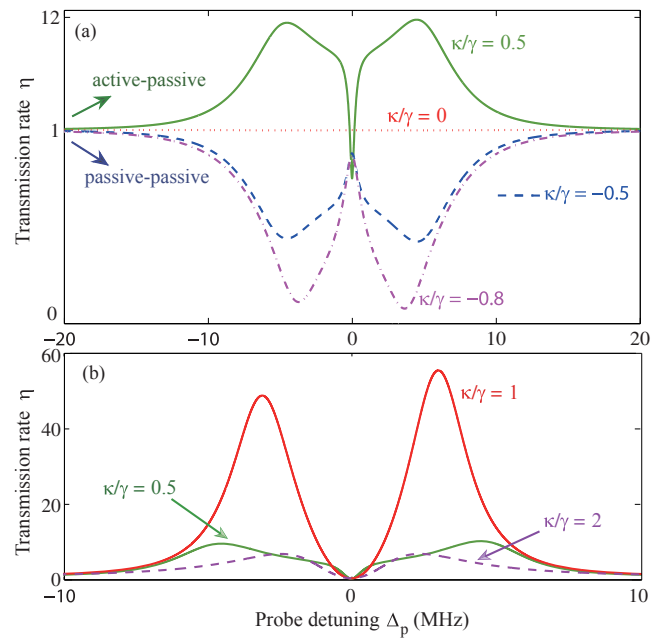 12
(a)
κ/γ = 0.5
active-passive
κ/γ = 0
1
passive-passive
κ/γ = −0.5
κ/γ = −0.8
0
Transmission rate η
−20
−10
0
10
20
60
(b)
κ/γ = 1
40
κ/γ = 0.5
κ/γ = 2
20
0
Transmission rate η
−10
0
10
Probe detuning Δp (MHz)